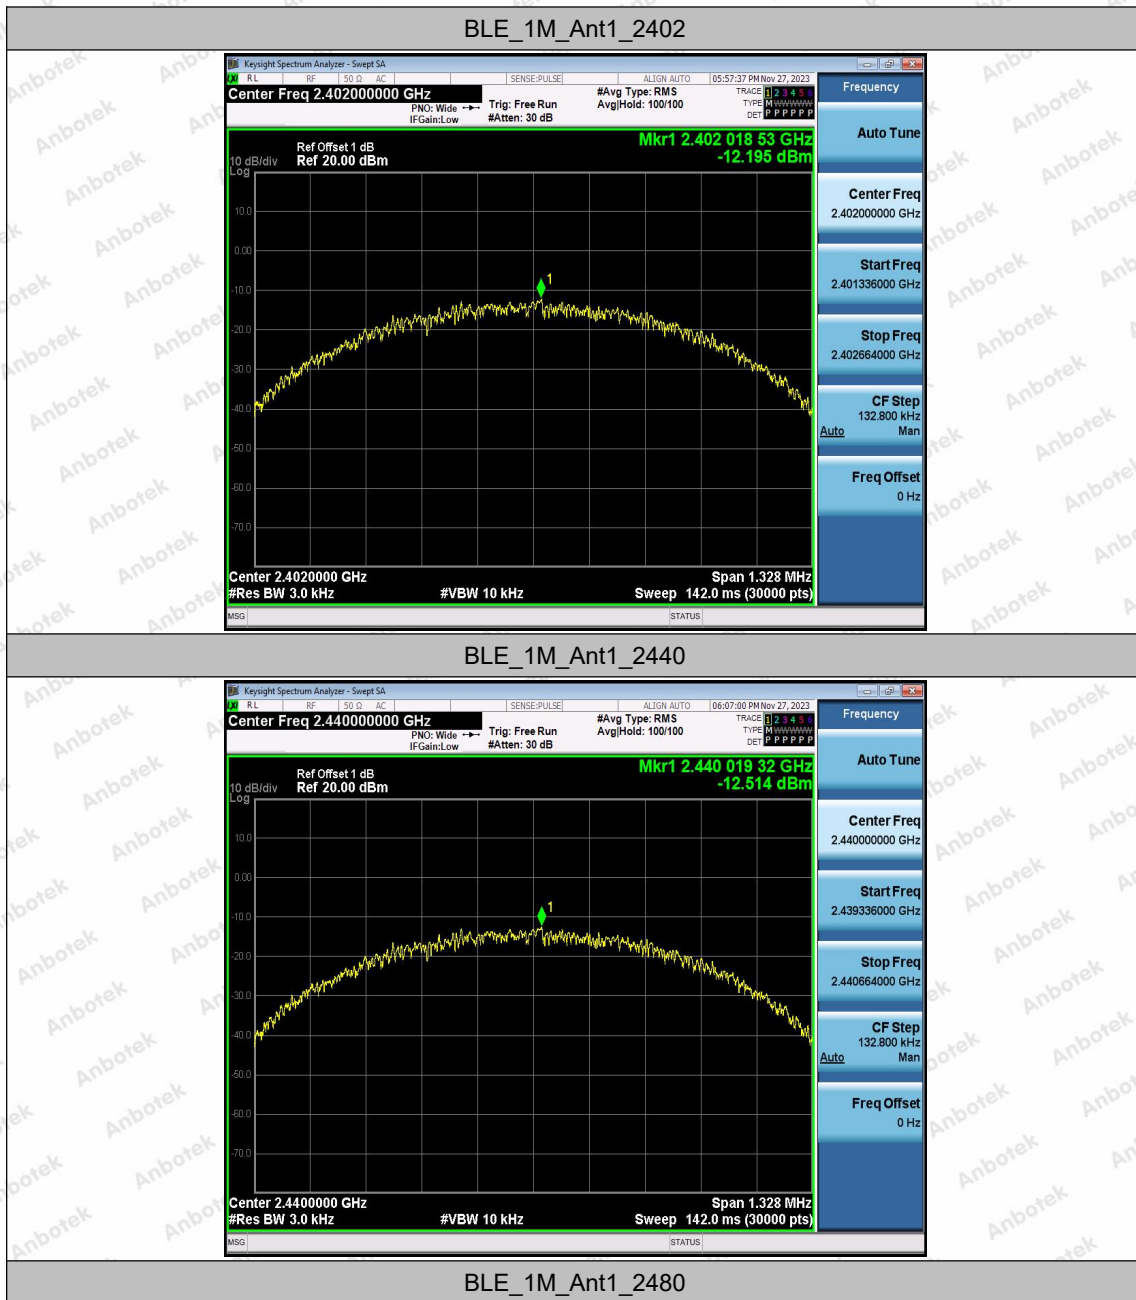 BLE_1M_Ant1_2402
Keysight Spectrum Analyzer - Swept SA
LXI RL RF 50 Ω AC SENSE:PULSE ALIGN AUTO 05:57:37 PM Nov 27, 2023
Center Freq 2.402000000 GHz
PNO: Wide
IFGain:Low
Trig: Free Run
#Atten: 30 dB
#Avg Type: RMS
Avg|Hold: 100/100
TRACE 1 2 3 4 5 6
TYPE M WWWWW
DET P P P P P P
Frequency
Mkr1 2.402 018 53 GHz
-12.195 dBm
Ref Offset 1 dB
10 dB/div Ref 20.00 dBm
Log
10.0
0.00
-10.0
-20.0
-30.0
-40.0
-50.0
-60.0
-70.0
1
Center 2.4020000 GHz Span 1.328 MHz
#Res BW 3.0 kHz #VBW 10 kHz Sweep 142.0 ms (30000 pts)
Auto Tune
Center Freq
2.402000000 GHz
Start Freq
2.401336000 GHz
Stop Freq
2.402664000 GHz
CF Step
132.800 kHz
Auto Man
Freq Offset
0 Hz
MSG STATUS
BLE_1M_Ant1_2440
Keysight Spectrum Analyzer - Swept SA
LXI RL RF 50 Ω AC SENSE:PULSE ALIGN AUTO 06:07:00 PM Nov 27, 2023
Center Freq 2.440000000 GHz
PNO: Wide
IFGain:Low
Trig: Free Run
#Atten: 30 dB
#Avg Type: RMS
Avg|Hold: 100/100
TRACE 1 2 3 4 5 6
TYPE M WWWWW
DET P P P P P P
Frequency
Mkr1 2.440 019 32 GHz
-12.514 dBm
Ref Offset 1 dB
10 dB/div Ref 20.00 dBm
Log
10.0
0.00
-10.0
-20.0
-30.0
-40.0
-50.0
-60.0
-70.0
1
Center 2.4400000 GHz Span 1.328 MHz
#Res BW 3.0 kHz #VBW 10 kHz Sweep 142.0 ms (30000 pts)
Auto Tune
Center Freq
2.440000000 GHz
Start Freq
2.439336000 GHz
Stop Freq
2.440664000 GHz
CF Step
132.800 kHz
Auto Man
Freq Offset
0 Hz
MSG STATUS
BLE_1M_Ant1_2480
Anbotek